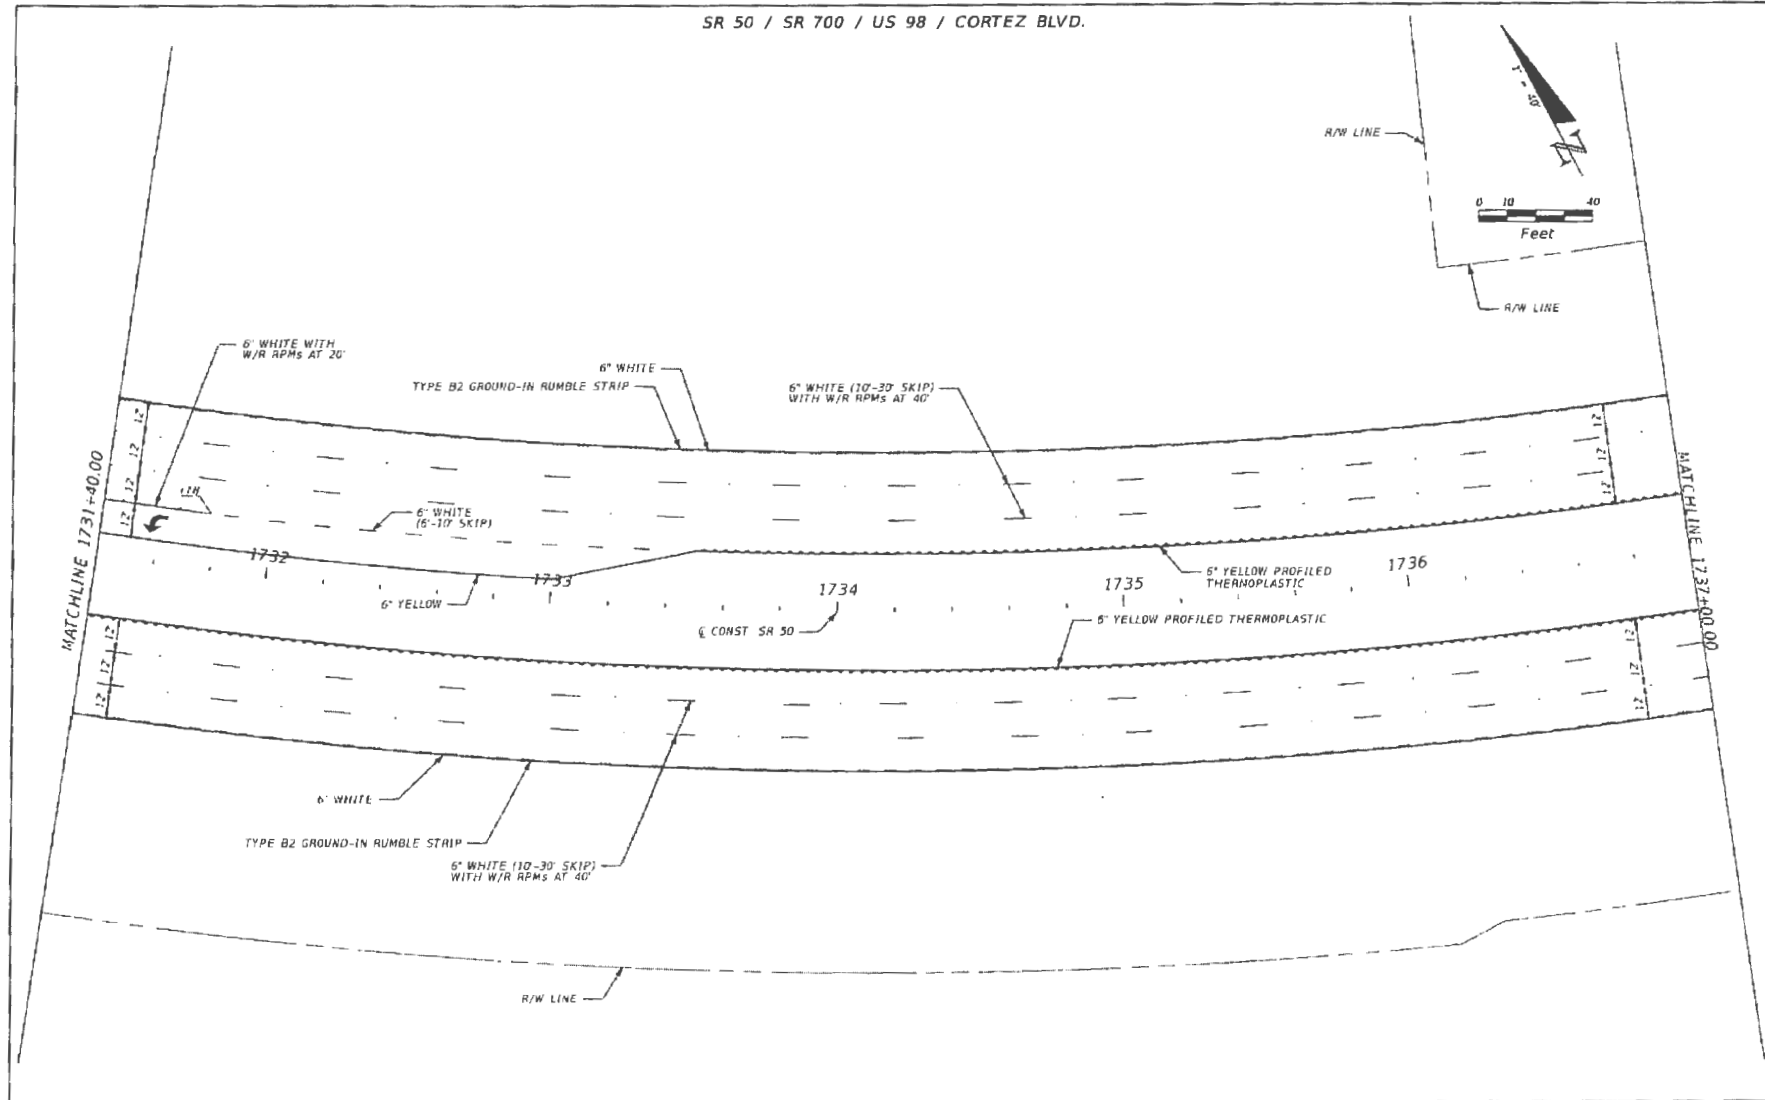 SR 50 / SR 700 / US 98 / CORTEZ BLVD.
1" = 40'
N
R/W LINE
0 10 40
Feet
R/W LINE
6" WHITE WITH
W/R RPMs AT 20'
6" WHITE
TYPE B2 GROUND-IN RUMBLE STRIP
6" WHITE (10'-30' SKIP)
WITH W/R RPMs AT 40'
12'
12'
12'
12'
12'
12'
12'
+18
6" WHITE
(6'-10' SKIP)
MATCHLINE 1731+40.00
MATCHLINE 1737+00.00
1732
1733
1734
1735
1736
6" YELLOW
6" YELLOW PROFILED
THERMOPLASTIC
℄ CONST SR 50
6" YELLOW PROFILED THERMOPLASTIC
12'
12'
12'
12'
12'
12'
6" WHITE
TYPE B2 GROUND-IN RUMBLE STRIP
6" WHITE (10'-30' SKIP)
WITH W/R RPMs AT 40'
R/W LINE